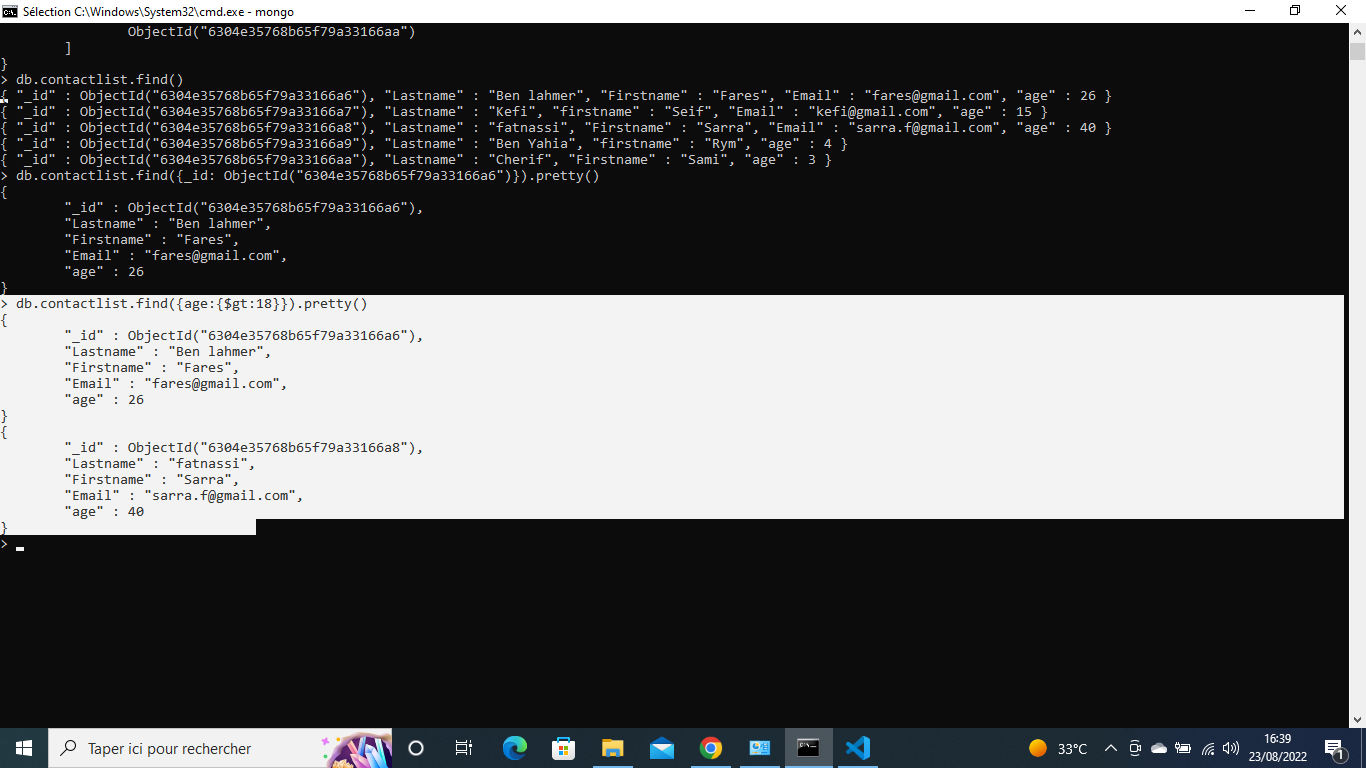 Sélection C:\Windows\System32\cmd.exe - mongo
ObjectId("6304e35768b65f79a33166aa")
]
}
> db.contactlist.find()
{ "_id" : ObjectId("6304e35768b65f79a33166a6"), "Lastname" : "Ben lahmer", "Firstname" : "Fares", "Email" : "fares@gmail.com", "age" : 26 }
{ "_id" : ObjectId("6304e35768b65f79a33166a7"), "Lastname" : "Kefi", "firstname" : "Seif", "Email" : "kefi@gmail.com", "age" : 15 }
{ "_id" : ObjectId("6304e35768b65f79a33166a8"), "Lastname" : "fatnassi", "Firstname" : "Sarra", "Email" : "sarra.f@gmail.com", "age" : 40 }
{ "_id" : ObjectId("6304e35768b65f79a33166a9"), "Lastname" : "Ben Yahia", "firstname" : "Rym", "age" : 4 }
{ "_id" : ObjectId("6304e35768b65f79a33166aa"), "Lastname" : "Cherif", "Firstname" : "Sami", "age" : 3 }
> db.contactlist.find({_id: ObjectId("6304e35768b65f79a33166a6")}).pretty()
{
"_id" : ObjectId("6304e35768b65f79a33166a6"),
"Lastname" : "Ben lahmer",
"Firstname" : "Fares",
"Email" : "fares@gmail.com",
"age" : 26
}
> db.contactlist.find({age:{$gt:18}}).pretty()
{
"_id" : ObjectId("6304e35768b65f79a33166a6"),
"Lastname" : "Ben lahmer",
"Firstname" : "Fares",
"Email" : "fares@gmail.com",
"age" : 26
}
{
"_id" : ObjectId("6304e35768b65f79a33166a8"),
"Lastname" : "fatnassi",
"Firstname" : "Sarra",
"Email" : "sarra.f@gmail.com",
"age" : 40
}
>
Taper ici pour rechercher
33°C
16:39
23/08/2022
1